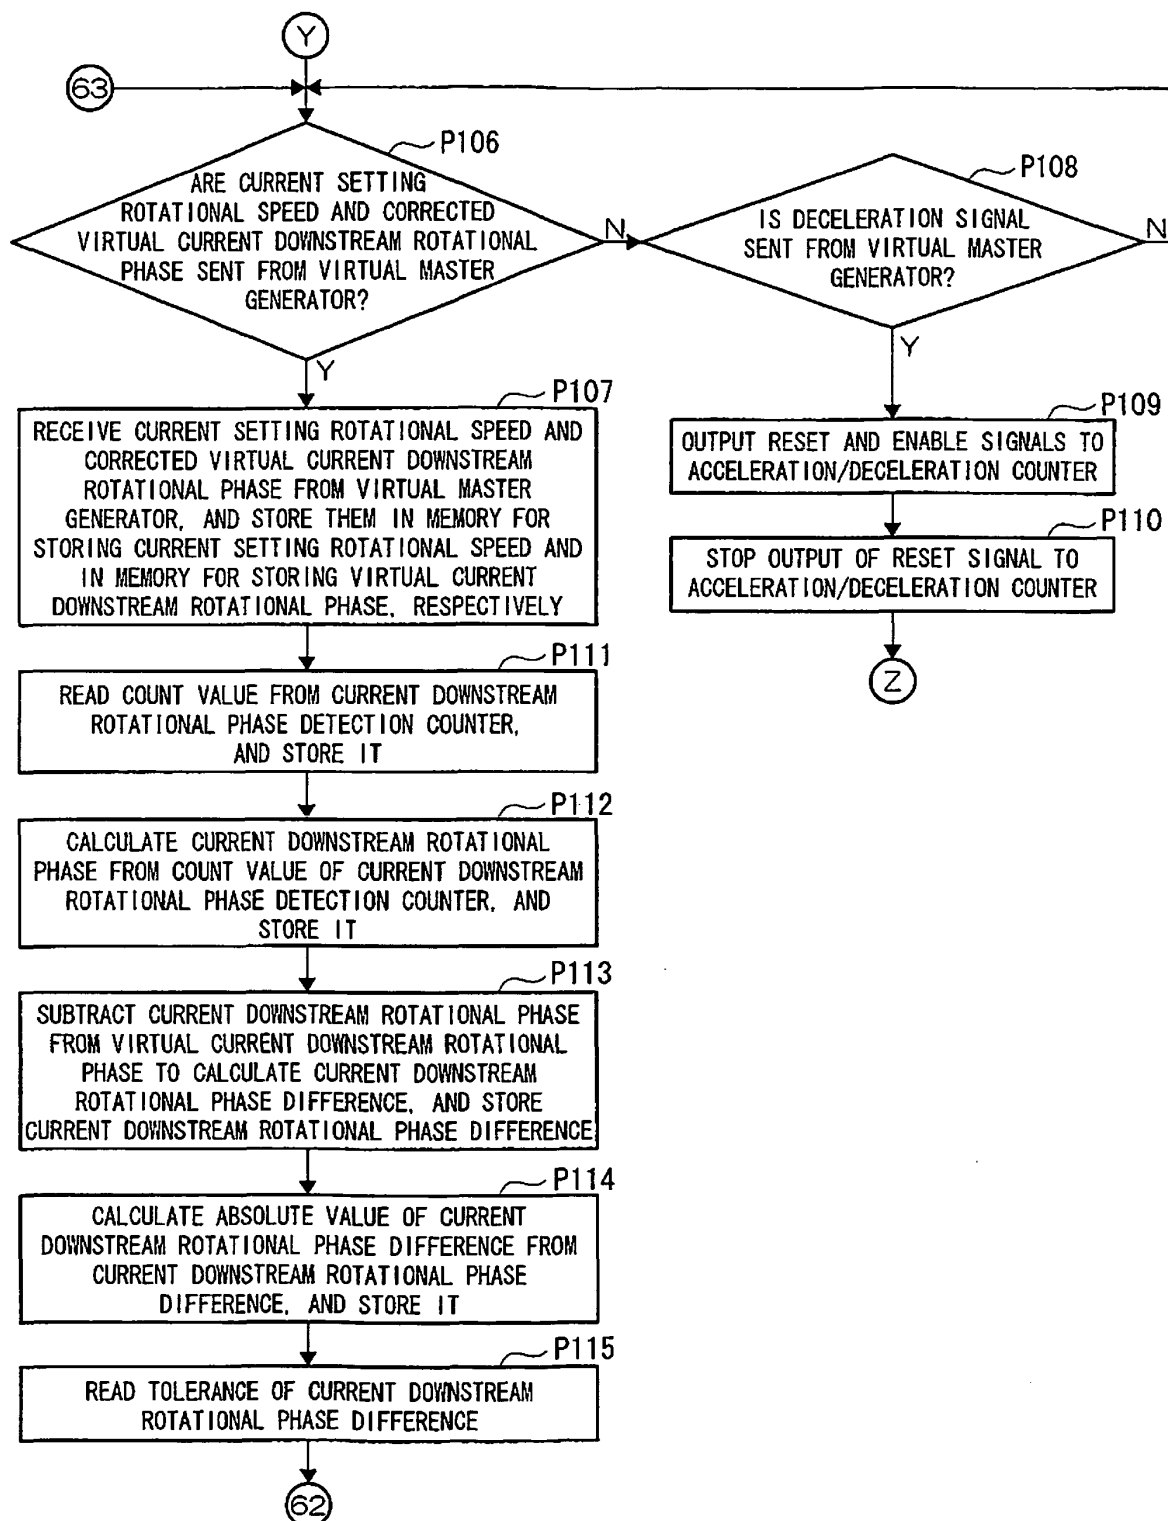 Y
63
P106
ARE CURRENT SETTING
ROTATIONAL SPEED AND CORRECTED
VIRTUAL CURRENT DOWNSTREAM ROTATIONAL
PHASE SENT FROM VIRTUAL MASTER
GENERATOR?
N
Y
P108
IS DECELERATION SIGNAL
SENT FROM VIRTUAL MASTER
GENERATOR?
N
Y
P107
RECEIVE CURRENT SETTING ROTATIONAL SPEED AND
CORRECTED VIRTUAL CURRENT DOWNSTREAM
ROTATIONAL PHASE FROM VIRTUAL MASTER
GENERATOR, AND STORE THEM IN MEMORY FOR
STORING CURRENT SETTING ROTATIONAL SPEED AND
IN MEMORY FOR STORING VIRTUAL CURRENT
DOWNSTREAM ROTATIONAL PHASE, RESPECTIVELY
P109
OUTPUT RESET AND ENABLE SIGNALS TO
ACCELERATION/DECELERATION COUNTER
P110
STOP OUTPUT OF RESET SIGNAL TO
ACCELERATION/DECELERATION COUNTER
Z
P111
READ COUNT VALUE FROM CURRENT DOWNSTREAM
ROTATIONAL PHASE DETECTION COUNTER,
AND STORE IT
P112
CALCULATE CURRENT DOWNSTREAM ROTATIONAL
PHASE FROM COUNT VALUE OF CURRENT DOWNSTREAM
ROTATIONAL PHASE DETECTION COUNTER, AND
STORE IT
P113
SUBTRACT CURRENT DOWNSTREAM ROTATIONAL PHASE
FROM VIRTUAL CURRENT DOWNSTREAM ROTATIONAL
PHASE TO CALCULATE CURRENT DOWNSTREAM
ROTATIONAL PHASE DIFFERENCE, AND STORE
CURRENT DOWNSTREAM ROTATIONAL PHASE DIFFERENCE
P114
CALCULATE ABSOLUTE VALUE OF CURRENT
DOWNSTREAM ROTATIONAL PHASE DIFFERENCE FROM
CURRENT DOWNSTREAM ROTATIONAL PHASE
DIFFERENCE, AND STORE IT
P115
READ TOLERANCE OF CURRENT DOWNSTREAM
ROTATIONAL PHASE DIFFERENCE
62